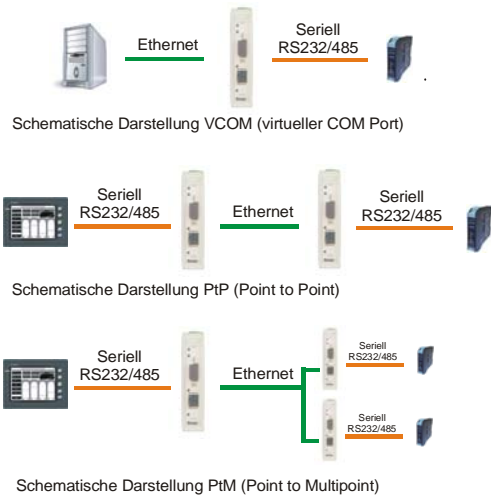 Ethernet
Seriell
RS232/485
.
Schematische Darstellung VCOM (virtueller COM Port)
Seriell
RS232/485
Ethernet
Seriell
RS232/485
Schematische Darstellung PtP (Point to Point)
Seriell
RS232/485
Ethernet
Seriell
RS232/485
Seriell
RS232/485
Schematische Darstellung PtM (Point to Multipoint)